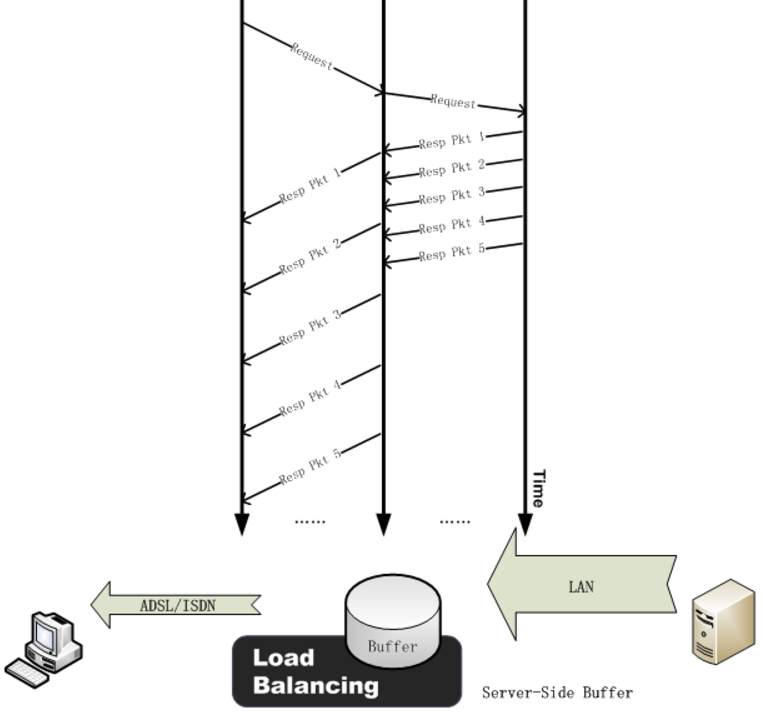 Request
Request
Resp Pkt 1
Resp Pkt 2
Resp Pkt 3
Resp Pkt 4
Resp Pkt 5
Resp Pkt 1
Resp Pkt 2
Resp Pkt 3
Resp Pkt 4
Resp Pkt 5
Time
......
......
ADSL/ISDN
LAN
Buffer
Load
Balancing
Server-Side Buffer